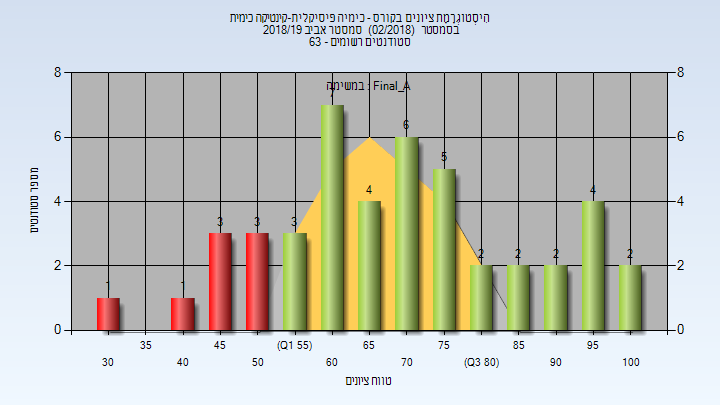 היסטוגרמת ציונים בקורס - כימיה פיסיקלית-קינטיקה כימית
בסמסטר (02/2018) סמסטר אביב 2018/19
סטודנטים רשומים - 63
במשימה : Final_A
מספר סטודנטים
8 8
6 6
4 4
2 2
0 0
1 1 3 3 3 7 4 6 5 2 2 2 4 2
35 45 (Q1 55) 65 75 85 95
30 40 50 60 70 (Q3 80) 90 100
טווח ציונים